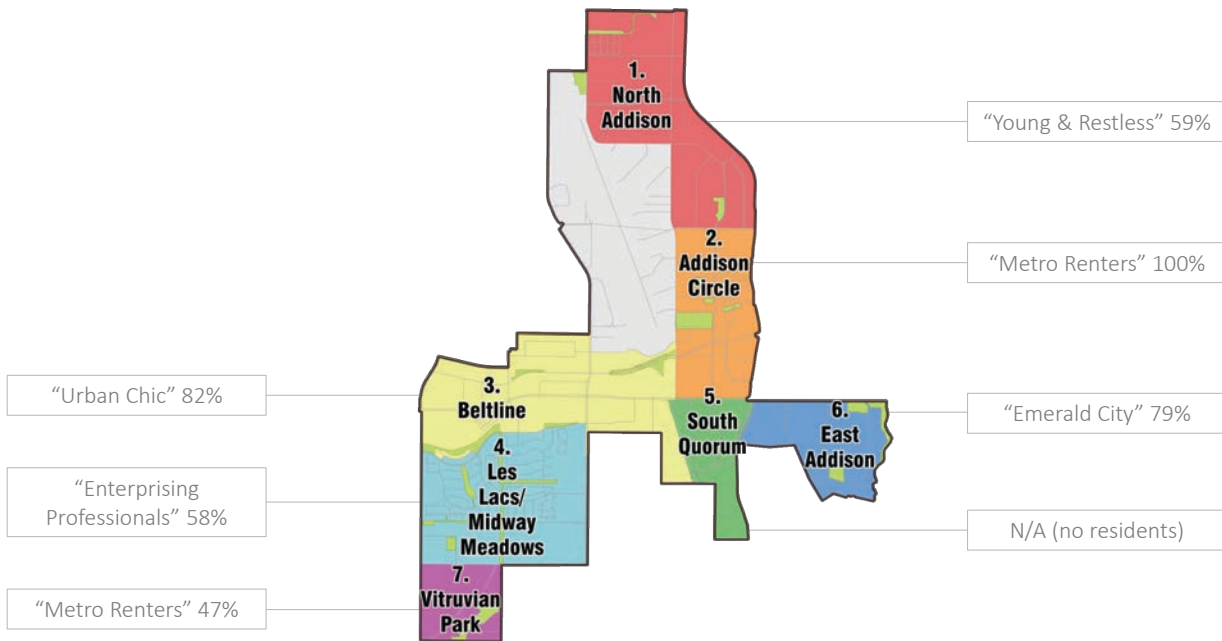 1.
North
Addison
"Young & Restless" 59%
2.
Addison
Circle
"Metro Renters" 100%
"Urban Chic" 82%
3.
Beltline
5.
South
Quorum
6.
East
Addison
"Emerald City" 79%
"Enterprising
Professionals" 58%
4.
Les
Lacs/
Midway
Meadows
N/A (no residents)
"Metro Renters" 47%
7.
Vitruvian
Park